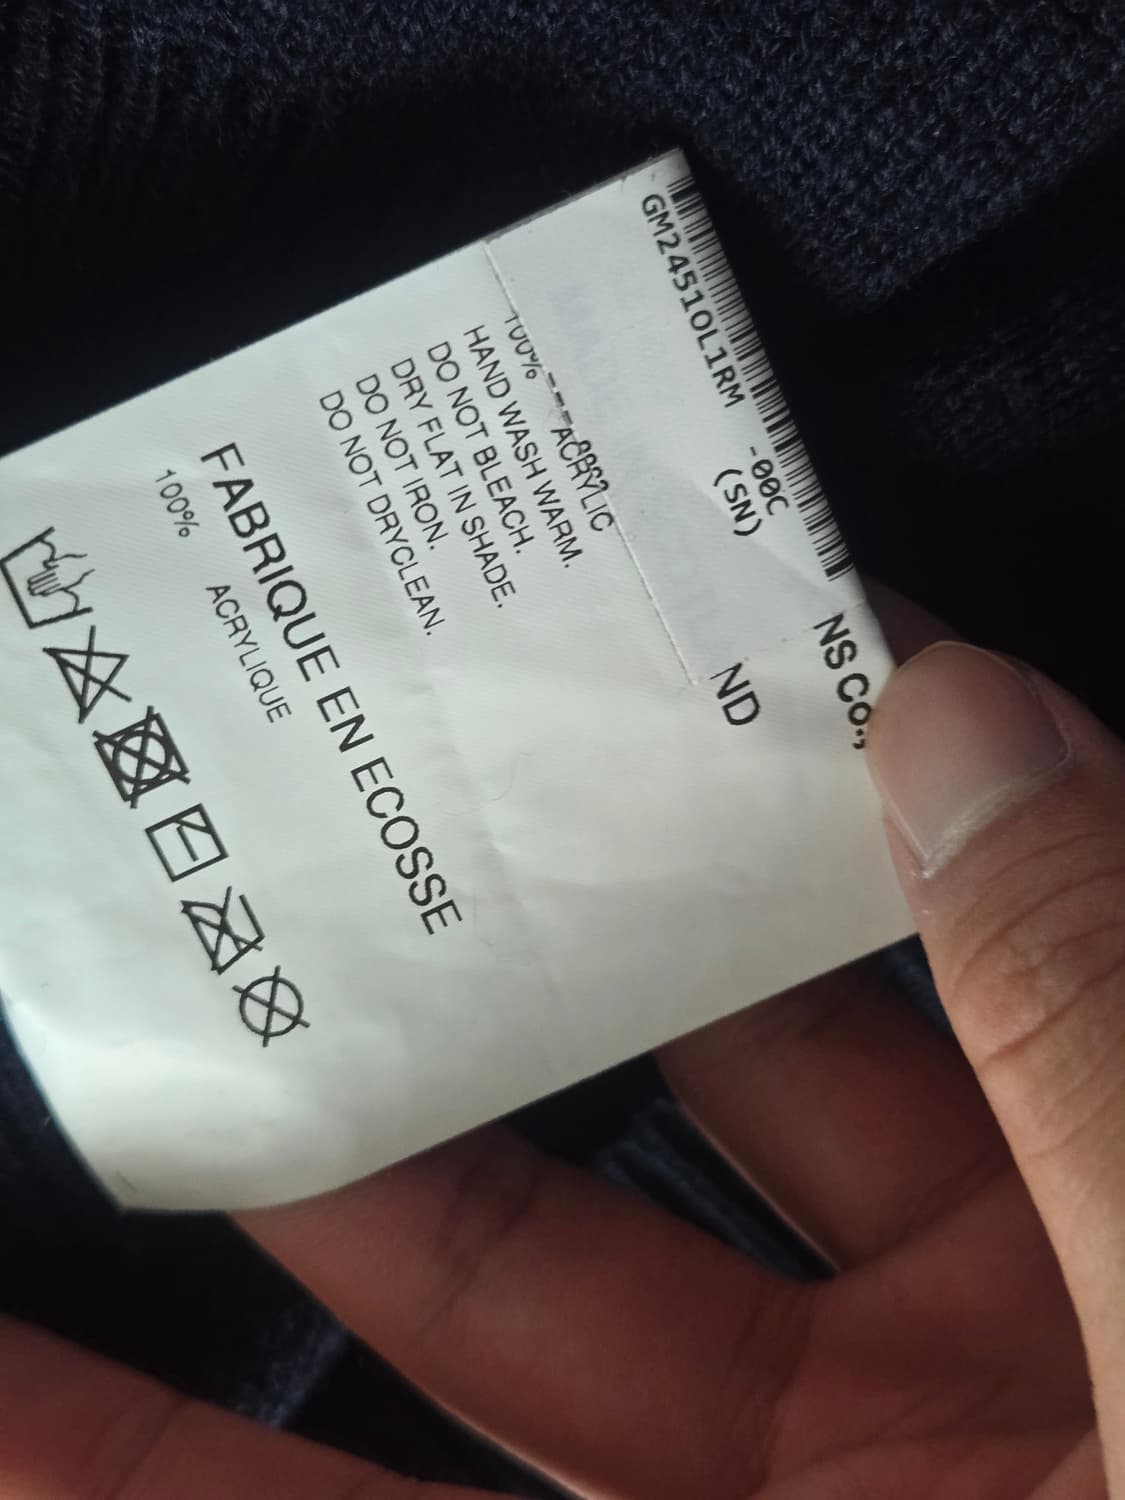 NS Co.,
GM24510L1RM -00C
(SN)
ND
100% ACRYLIC
HAND WASH WARM.
DO NOT BLEACH.
DRY FLAT IN SHADE.
DO NOT IRON.
DO NOT DRYCLEAN.
FABRIQUE EN ECOSSE
100% ACRYLIQUE